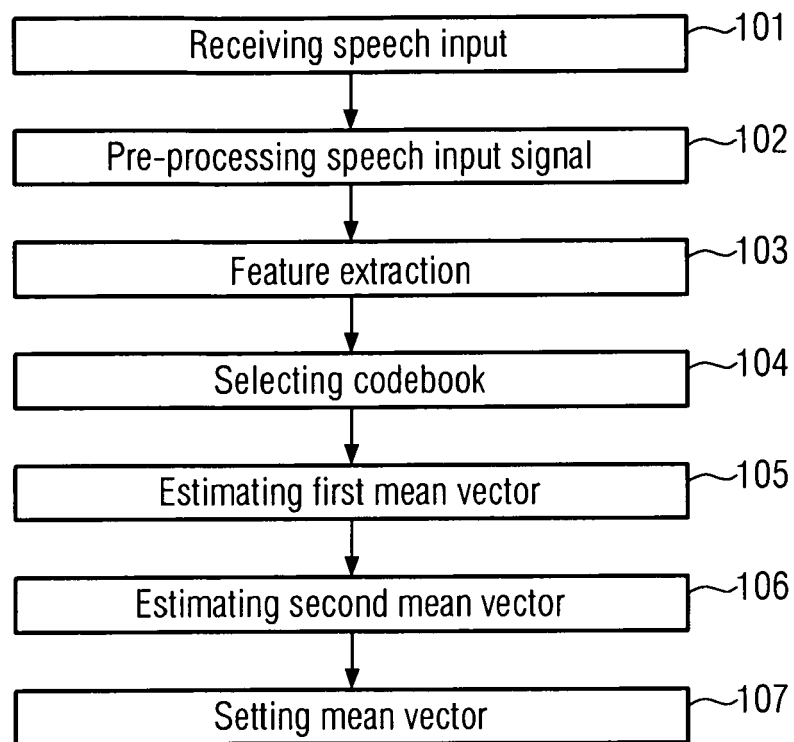 Receiving speech input 101
Pre-processing speech input signal 102
Feature extraction 103
Selecting codebook 104
Estimating first mean vector 105
Estimating second mean vector 106
Setting mean vector 107